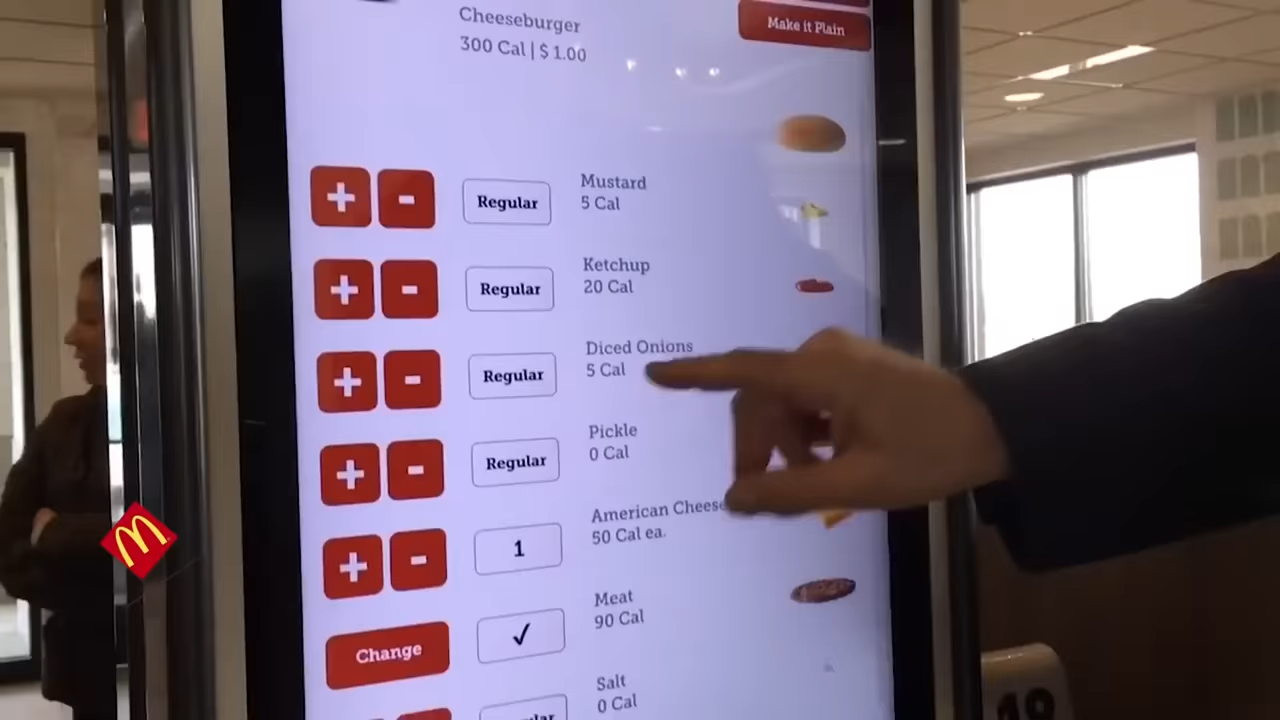 Cheeseburger
300 Cal | $ 1.00
Make it Plain
+ - Regular Mustard
5 Cal
+ - Regular Ketchup
20 Cal
+ - Regular Diced Onions
5 Cal
+ - Regular Pickle
0 Cal
+ - 1 American Cheese
50 Cal ea.
Change ✓ Meat
90 Cal
Salt
0 Cal